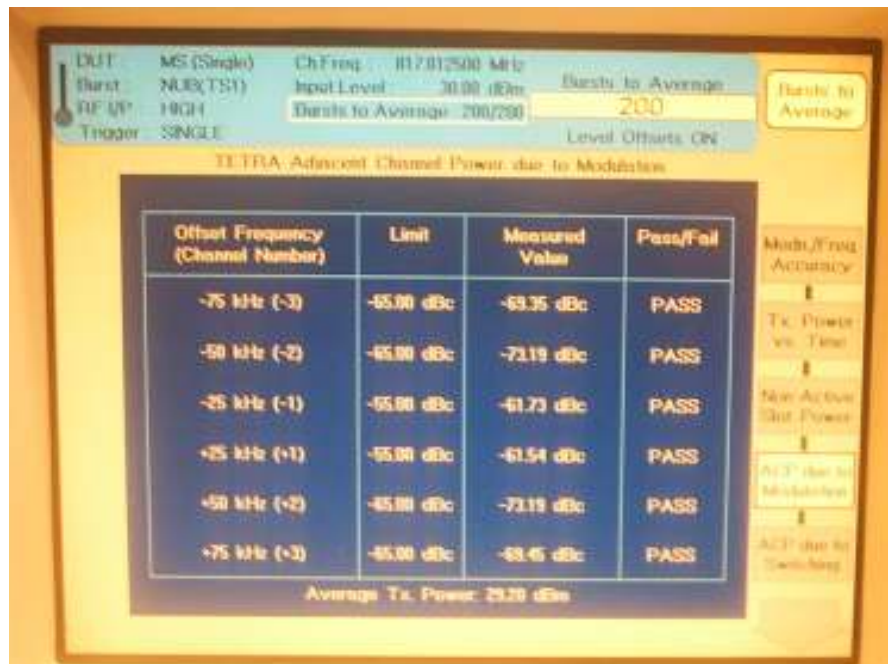 DUT MS (Single) Ch Freq 817.012500 MHz
Burst NUB(TS1) Input Level 30.00 dBm Bursts to Average
RF I/P HIGH Bursts to Average 200/200 200
Trigger SINGLE Level Offsets ON
Bursts to
Average
TETRA Adjacent Channel Power due to Modulation
Offset Frequency Limit Measured Pass/Fail
(Channel Number) Value
-75 kHz (-3) -65.00 dBc -69.35 dBc PASS
-50 kHz (-2) -65.00 dBc -73.19 dBc PASS
-25 kHz (-1) -55.00 dBc -61.73 dBc PASS
+25 kHz (+1) -55.00 dBc -61.54 dBc PASS
+50 kHz (+2) -65.00 dBc -73.19 dBc PASS
+75 kHz (+3) -65.00 dBc PASS
Average Tx. Power: 29.20 dBm
Modn./Freq
Accuracy
Tx. Power
vs. Time
Non Active
Slot Power
ACP due to
Modulation
ACP due to
Switching